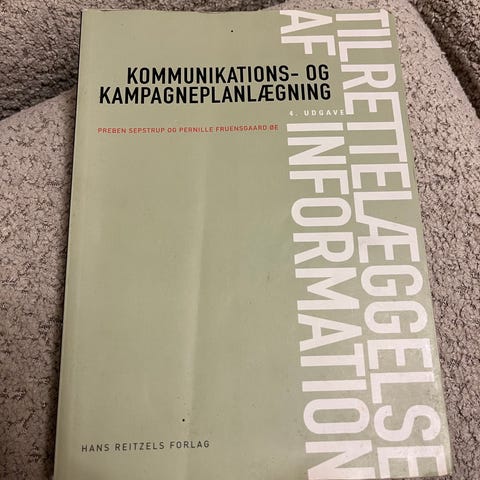 TILRETTELÆGGELSE
AF INFORMATION
KOMMUNIKATIONS- OG
KAMPAGNEPLANLÆGNING
4. UDGAVE
PREBEN SEPSTRUP OG PERNILLE FRUENSGAARD ØE
HANS REITZELS FORLAG